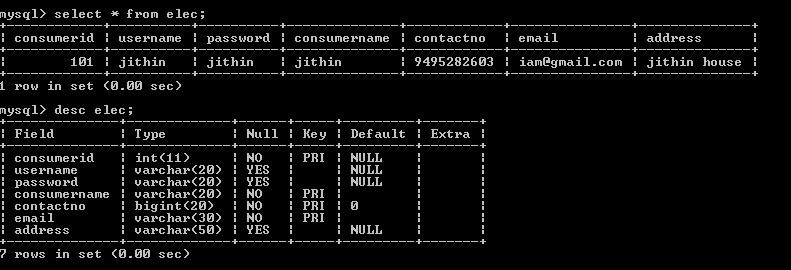 mysql> select * from elec;
+------------+----------+----------+--------------+------------+---------------+--------------+
¦ consumerid ¦ username ¦ password ¦ consumername ¦ contactno  ¦ email         ¦ address      ¦
+------------+----------+----------+--------------+------------+---------------+--------------+
¦        101 ¦ jithin   ¦ jithin   ¦ jithin       ¦ 9495282603 ¦ iam@gmail.com ¦ jithin house ¦
+------------+----------+----------+--------------+------------+---------------+--------------+
1 row in set (0.00 sec)
mysql> desc elec;
+--------------+-------------+------+-----+---------+-------+
¦ Field        ¦ Type        ¦ Null ¦ Key ¦ Default ¦ Extra ¦
+--------------+-------------+------+-----+---------+-------+
¦ consumerid   ¦ int(11)     ¦ NO   ¦ PRI ¦ NULL    ¦       ¦
¦ username     ¦ varchar(20) ¦ YES  ¦     ¦ NULL    ¦       ¦
¦ password     ¦ varchar(20) ¦ YES  ¦     ¦ NULL    ¦       ¦
¦ consumername ¦ varchar(20) ¦ NO   ¦ PRI ¦         ¦       ¦
¦ contactno    ¦ bigint(20)  ¦ NO   ¦ PRI ¦ 0       ¦       ¦
¦ email        ¦ varchar(30) ¦ NO   ¦ PRI ¦         ¦       ¦
¦ address      ¦ varchar(50) ¦ YES  ¦     ¦ NULL    ¦       ¦
+--------------+-------------+------+-----+---------+-------+
7 rows in set (0.00 sec)